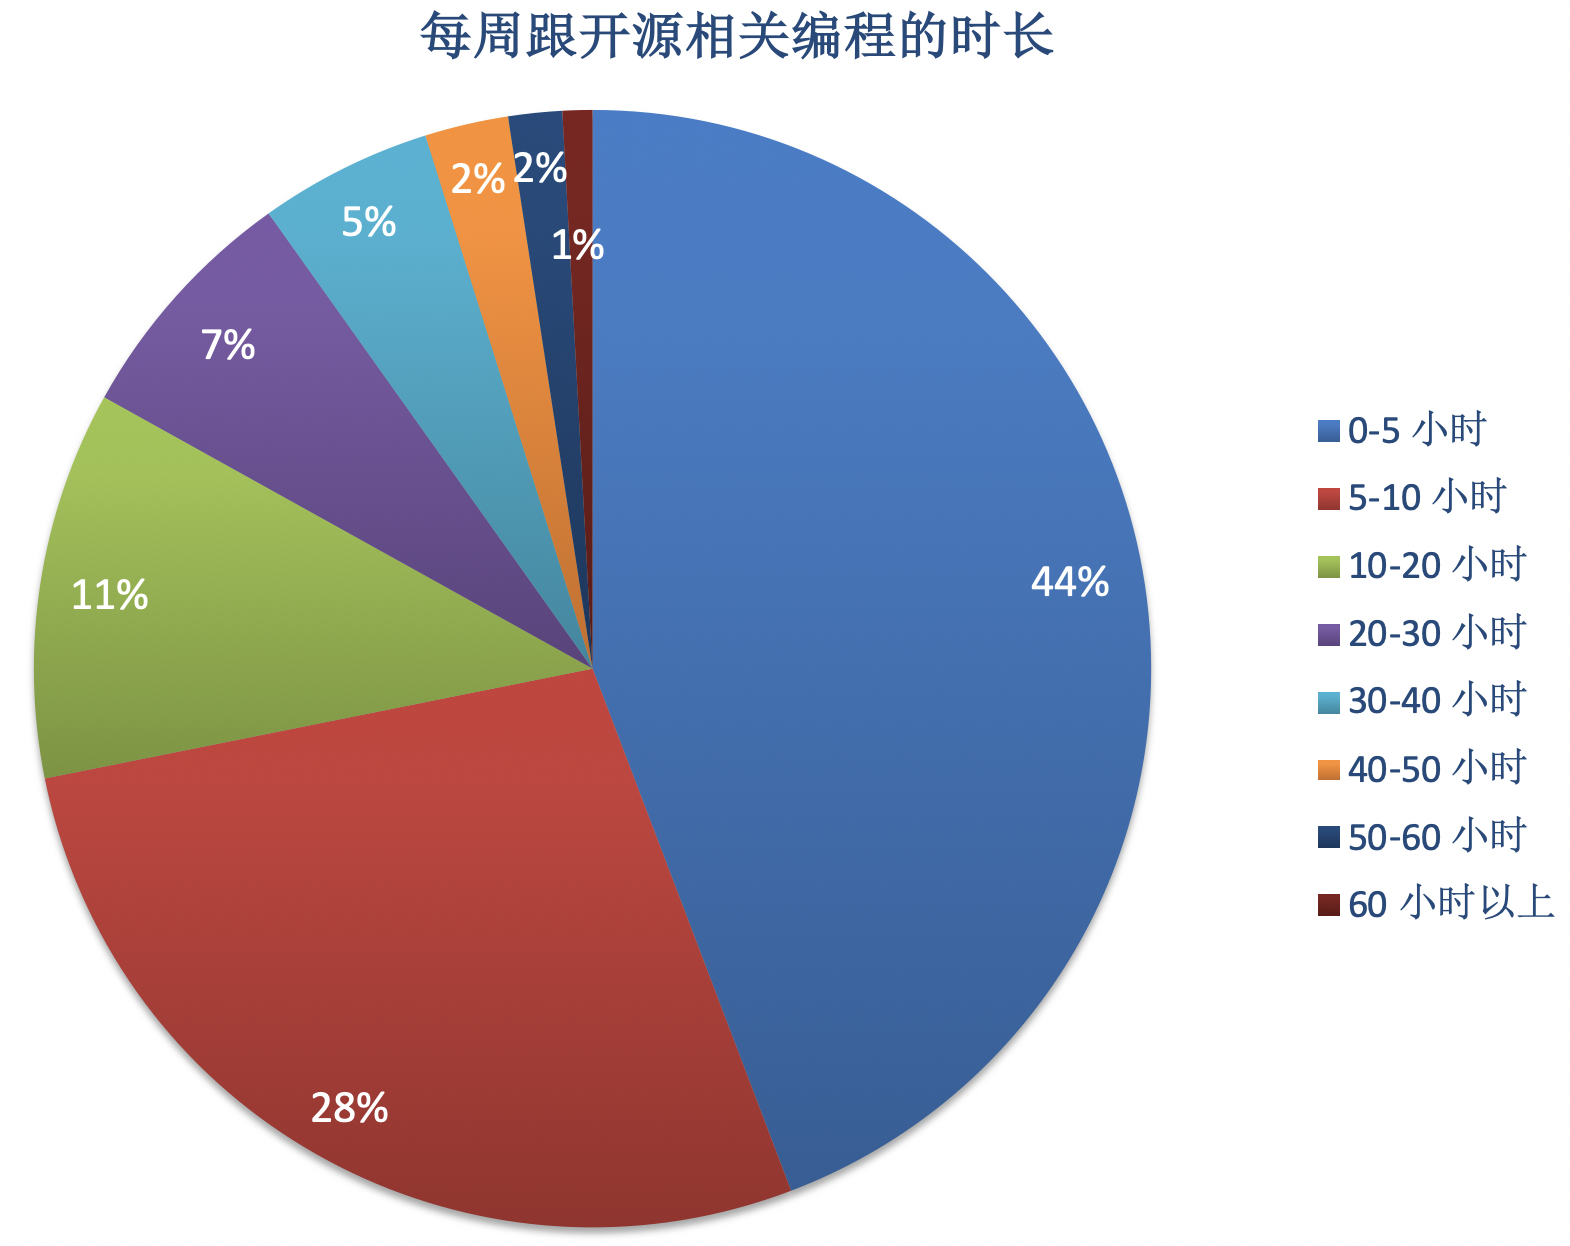 每周跟开源相关编程的时长
44%
28%
11%
7%
5%
2%
2%
1%
0-5 小时
5-10 小时
10-20 小时
20-30 小时
30-40 小时
40-50 小时
50-60 小时
60 小时以上